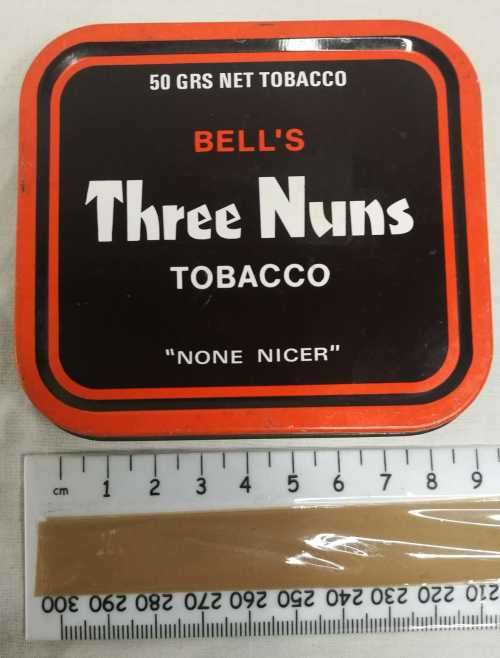 50 GRS NET TOBACCO
BELL'S
Three Nuns
TOBACCO
"NONE NICER"
cm 1 2 3 4 5 6 7 8 9
300 290 280 270 260 250 240 230 220 210